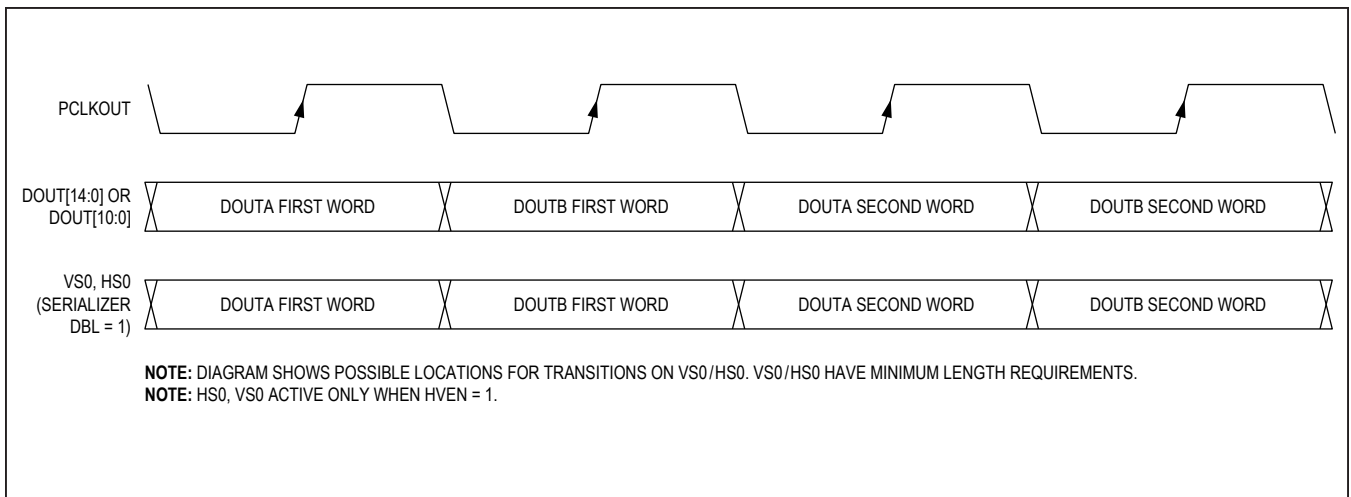 PCLKOUT
DOUT[14:0] OR
DOUT[10:0]
DOUTA FIRST WORD
DOUTB FIRST WORD
DOUTA SECOND WORD
DOUTB SECOND WORD
VS0, HS0
(SERIALIZER
DBL = 1)
DOUTA FIRST WORD
DOUTB FIRST WORD
DOUTA SECOND WORD
DOUTB SECOND WORD
NOTE: DIAGRAM SHOWS POSSIBLE LOCATIONS FOR TRANSITIONS ON VS0/HS0. VS0/HS0 HAVE MINIMUM LENGTH REQUIREMENTS.
NOTE: HS0, VS0 ACTIVE ONLY WHEN HVEN = 1.